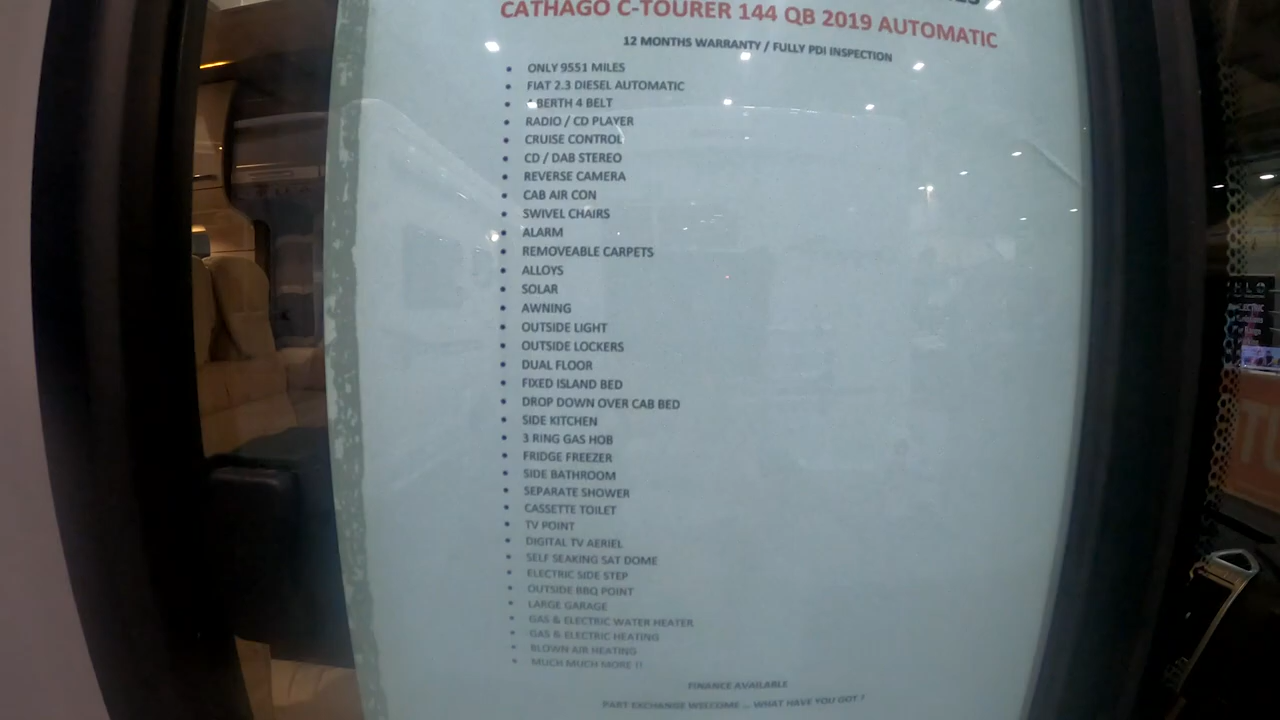 CATHAGO C-TOURER 144 QB 2019 AUTOMATIC
12 MONTHS WARRANTY / FULLY PDI INSPECTION
• ONLY 9551 MILES
• FIAT 2.3 DIESEL AUTOMATIC
• BERTH 4 BELT
• RADIO / CD PLAYER
• CRUISE CONTROL
• CD / DAB STEREO
• REVERSE CAMERA
• CAB AIR CON
• SWIVEL CHAIRS
• ALARM
• REMOVEABLE CARPETS
• ALLOYS
• SOLAR
• AWNING
• OUTSIDE LIGHT
• OUTSIDE LOCKERS
• DUAL FLOOR
• FIXED ISLAND BED
• DROP DOWN OVER CAB BED
• SIDE KITCHEN
• 3 RING GAS HOB
• FRIDGE FREEZER
• SIDE BATHROOM
• SEPARATE SHOWER
• CASSETTE TOILET
• TV POINT
• DIGITAL TV AERIEL
• SELF SEAKING SAT DOME
• ELECTRIC SIDE STEP
• OUTSIDE BBQ POINT
• LARGE GARAGE
• GAS & ELECTRIC WATER HEATER
• GAS & ELECTRIC HEATING
• BLOWN AIR HEATING
• MUCH MUCH MORE !!
FINANCE AVAILABLE
PART EXCHANGE WELCOME ... WHAT HAVE YOU GOT ?